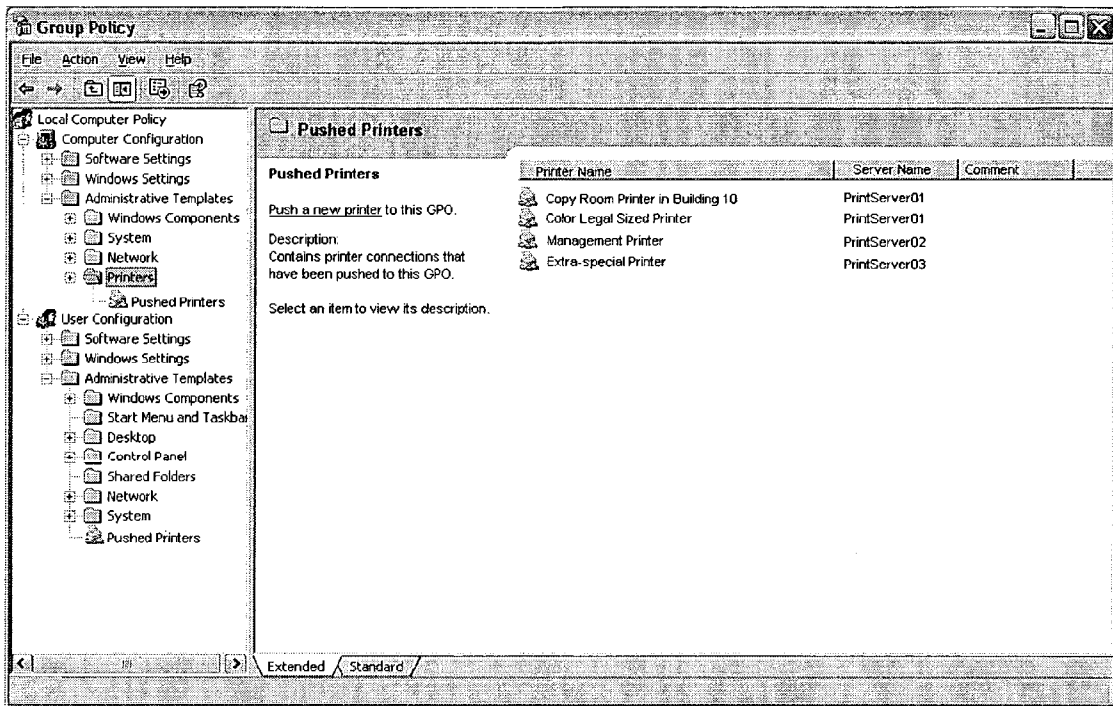 Group Policy
File Action View Help
Local Computer Policy
Computer Configuration
Software Settings
Windows Settings
Administrative Templates
Windows Components
System
Network
Printers
Pushed Printers
User Configuration
Software Settings
Windows Settings
Administrative Templates
Windows Components
Start Menu and Taskbar
Desktop
Control Panel
Shared Folders
Network
System
Pushed Printers
Pushed Printers
Pushed Printers
Push a new printer to this GPO.
Description:
Contains printer connections that
have been pushed to this GPO.
Select an item to view its description.
Printer Name Server Name Comment
Copy Room Printer in Building 10 PrintServer01
Color Legal Sized Printer PrintServer01
Management Printer PrintServer02
Extra-special Printer PrintServer03
Extended Standard